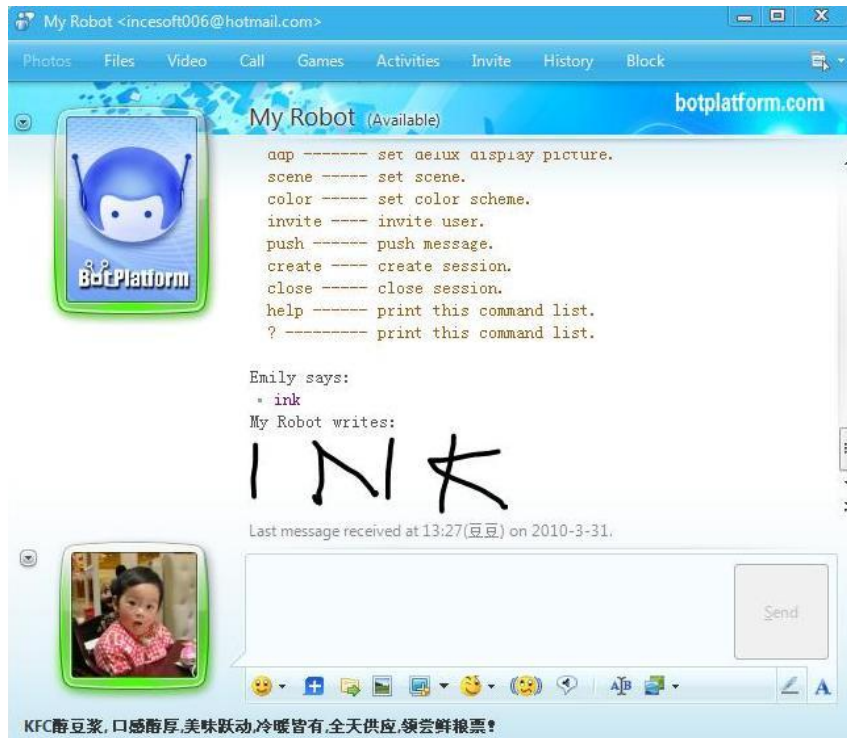 My Robot <incesoft006@hotmail.com>
Photos Files Video Call Games Activities Invite History Block
botplatform.com
My Robot (Available)
BotPlatform
ddp ------- set delux display picture.
scene ----- set scene.
color ----- set color scheme.
invite ---- invite user.
push ------ push message.
create ---- create session.
close ----- close session.
help ------ print this command list.
? --------- print this command list.
Emily says:
ink
My Robot writes:
INK
Last message received at 13:27(豆豆) on 2010-3-31.
Send
KFC醇豆浆,口感醇厚,美味跃动,冷暖皆有,全天供应,领尝鲜粮票!